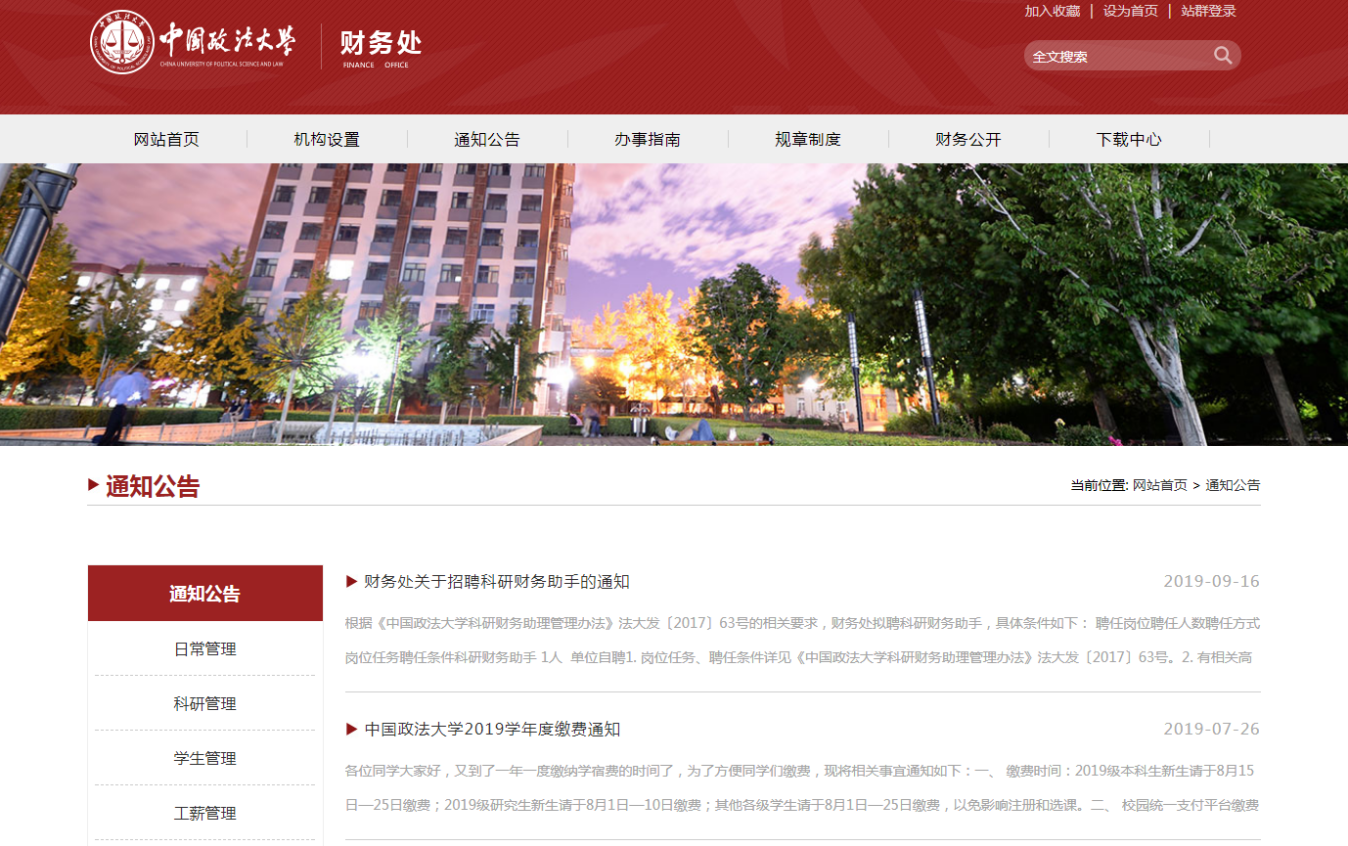 加入收藏 | 设为首页 | 站群登录
中国政法大学
CHINA UNIVERSITY OF POLITICAL SCIENCE AND LAW
财务处
FINANCE OFFICE
全文搜索
网站首页
机构设置
通知公告
办事指南
规章制度
财务公开
下载中心
通知公告
当前位置: 网站首页 > 通知公告
通知公告
日常管理
科研管理
学生管理
工薪管理
财务处关于招聘科研财务助手的通知
2019-09-16
根据《中国政法大学科研财务助理管理办法》法大发〔2017〕63号的相关要求，财务处拟聘科研财务助手，具体条件如下： 聘任岗位聘任人数聘任方式
岗位任务聘任条件科研财务助手 1人 单位自聘1. 岗位任务、聘任条件详见《中国政法大学科研财务助理管理办法》法大发〔2017〕63号。2. 有相关高
中国政法大学2019学年度缴费通知
2019-07-26
各位同学大家好，又到了一年一度缴纳学宿费的时间了，为了方便同学们缴费，现将相关事宜通知如下：一、 缴费时间：2019级本科生新生请于8月15
日—25日缴费；2019级研究生新生请于8月1日—10日缴费；其他各级学生请于8月1日—25日缴费，以免影响注册和选课。二、 校园统一支付平台缴费